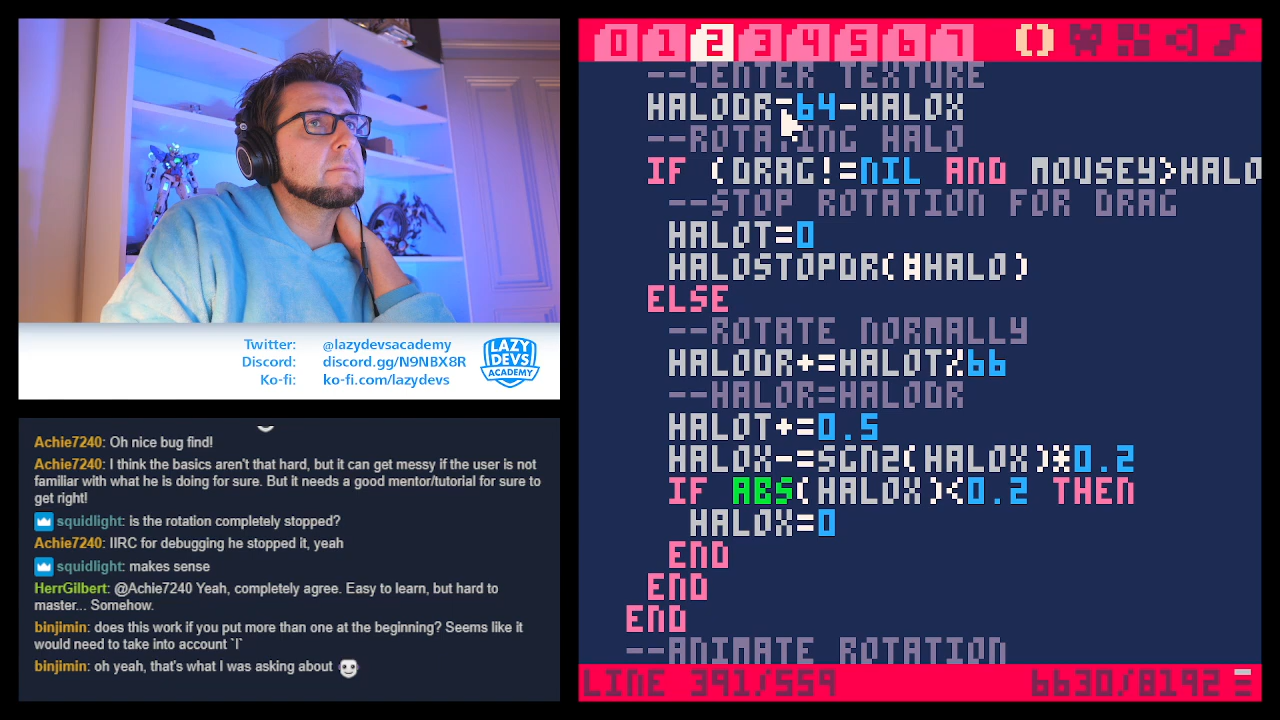 Twitter: @lazydevsacademy
Discord: discord.gg/N9NBX8R
Ko-fi: ko-fi.com/lazydevs
LAZY
DEVS
ACADEMY
Achie7240: Oh nice bug find!
Achie7240: I think the basics aren't that hard, but it can get messy if the user is not
familiar with what he is doing for sure. But it needs a good mentor/tutorial for sure to
get right!
squidlight: is the rotation completely stopped?
Achie7240: IIRC for debugging he stopped it, yeah
squidlight: makes sense
HerrGilbert: @Achie7240 Yeah, completely agree. Easy to learn, but hard to
master... Somehow.
binjimin: does this work if you put more than one at the beginning? Seems like it
would need to take into account `l`
binjimin: oh yeah, that's what I was asking about
0 1 2 3 4 5 6 7 ()
--CENTER TEXTURE
HALODR=64-HALOX
--ROTATING HALO
IF (DRAG!=NIL AND MOUSEY>HALO
--STOP ROTATION FOR DRAG
HALOT=0
HALOSTOPDR(#HALO)
ELSE
--ROTATE NORMALLY
HALODR+=HALOT/66
--HALOR=HALODR
HALOT+=0.5
HALOX-=SGN2(HALOX)*0.2
IF ABS(HALOX)<0.2 THEN
HALOX=0
END
END
END
--ANIMATE ROTATION
LINE 391/559 6630/8192